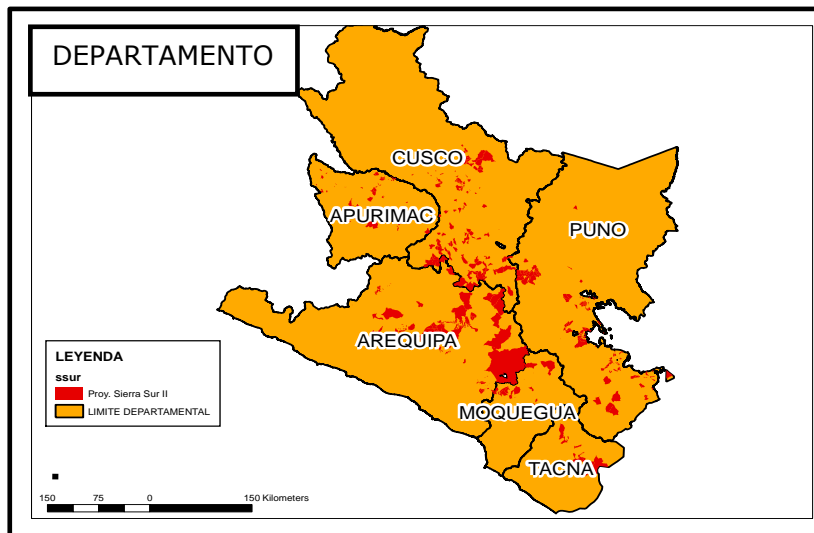 DEPARTAMENTO
CUSCO
APURIMAC
PUNO
AREQUIPA
MOQUEGUA
TACNA
LEYENDA
ssur
Proy. Sierra Sur II
LIMITE DEPARTAMENTAL
150 75 0 150 Kilometers